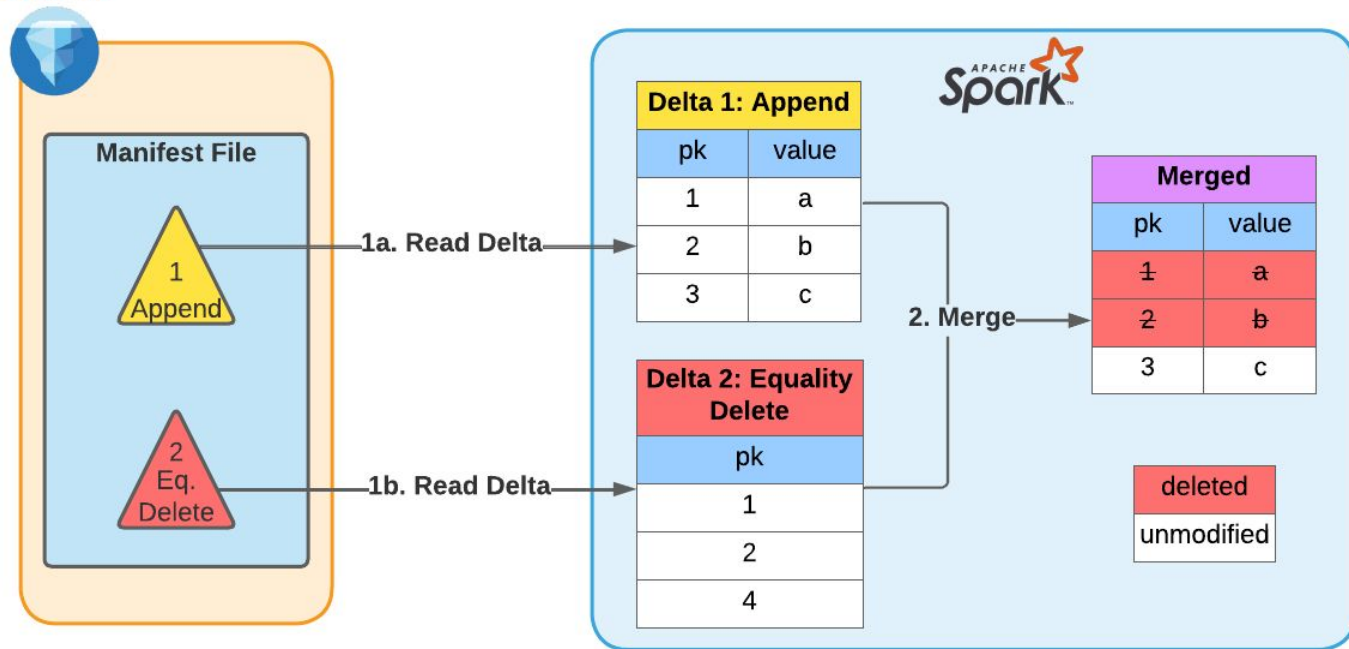 Manifest File
1
Append
2
Eq.
Delete
1a. Read Delta
1b. Read Delta
APACHE
Spark™
Delta 1: Append
pk value
1 a
2 b
3 c
Delta 2: Equality
Delete
pk
1
2
4
2. Merge
Merged
pk value
1 a
2 b
3 c
deleted
unmodified